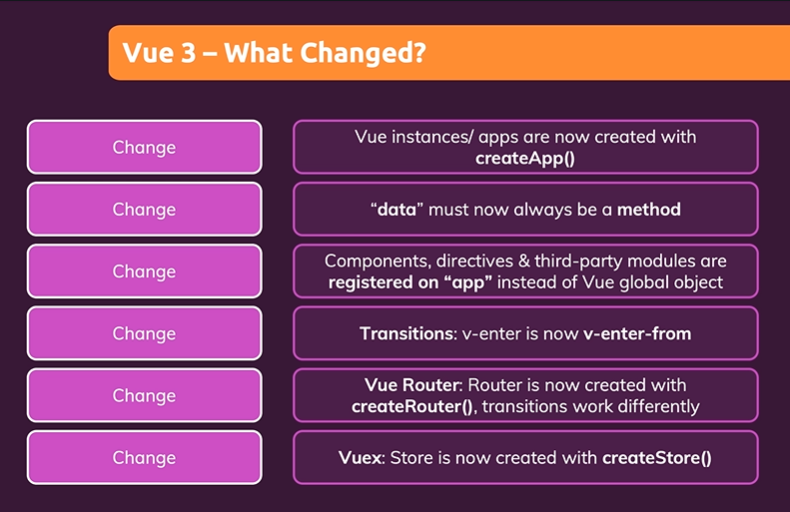 Vue 3 – What Changed?
Change
Vue instances/ apps are now created with
createApp()
Change
“data” must now always be a method
Change
Components, directives & third-party modules are
registered on “app” instead of Vue global object
Change
Transitions: v-enter is now v-enter-from
Change
Vue Router: Router is now created with
createRouter(), transitions work differently
Change
Vuex: Store is now created with createStore()